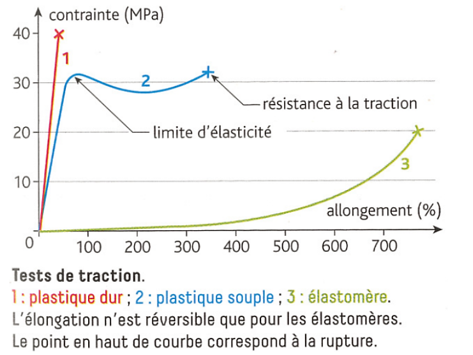 contrainte (MPa)
40
1
30
2
résistance à la traction
limite d'élasticité
20
3
10
allongement (%)
0 100 200 300 400 500 600 700
Tests de traction.
1 : plastique dur ; 2 : plastique souple ; 3 : élastomère.
L'élongation n'est réversible que pour les élastomères.
Le point en haut de courbe correspond à la rupture.